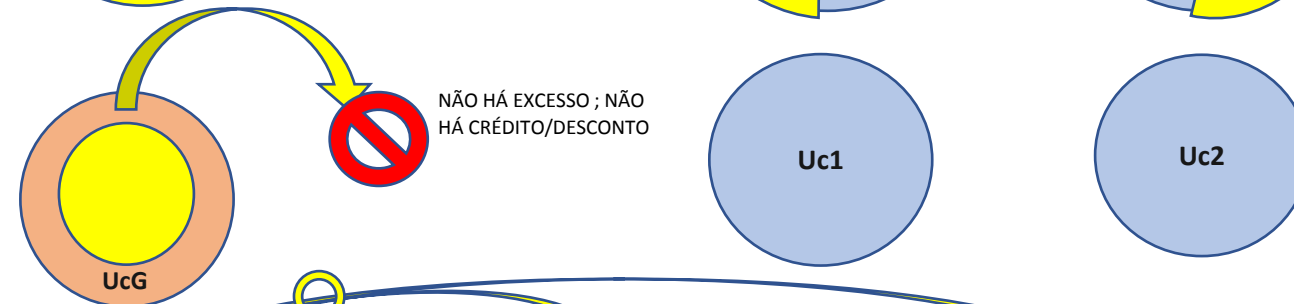 NÃO HÁ EXCESSO ; NÃO
HÁ CRÉDITO/DESCONTO
Uc1
Uc2
UcG